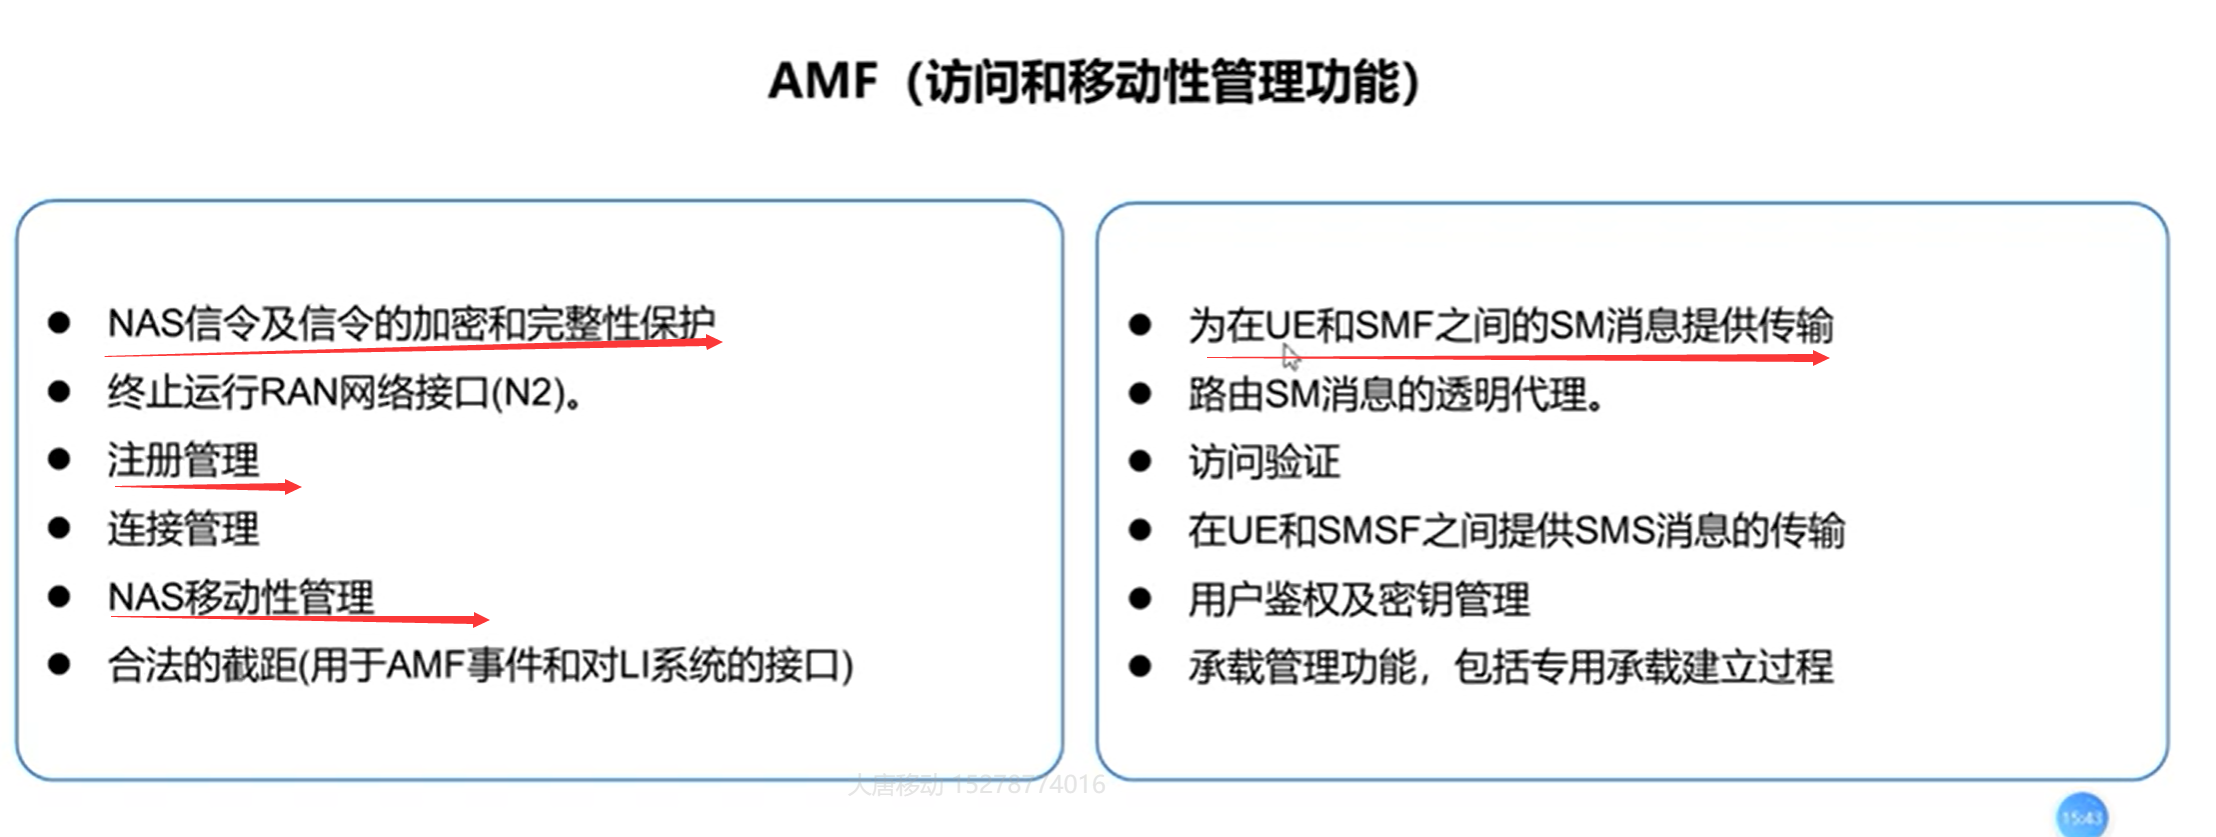 AMF（访问和移动性管理功能）
● NAS信令及信令的加密和完整性保护
● 终止运行RAN网络接口(N2)。
● 注册管理
● 连接管理
● NAS移动性管理
● 合法的截距(用于AMF事件和对LI系统的接口)
● 为在UE和SMF之间的SM消息提供传输
● 路由SM消息的透明代理。
● 访问验证
● 在UE和SMSF之间提供SMS消息的传输
● 用户鉴权及密钥管理
● 承载管理功能，包括专用承载建立过程
大唐移动 15278774016
15:43